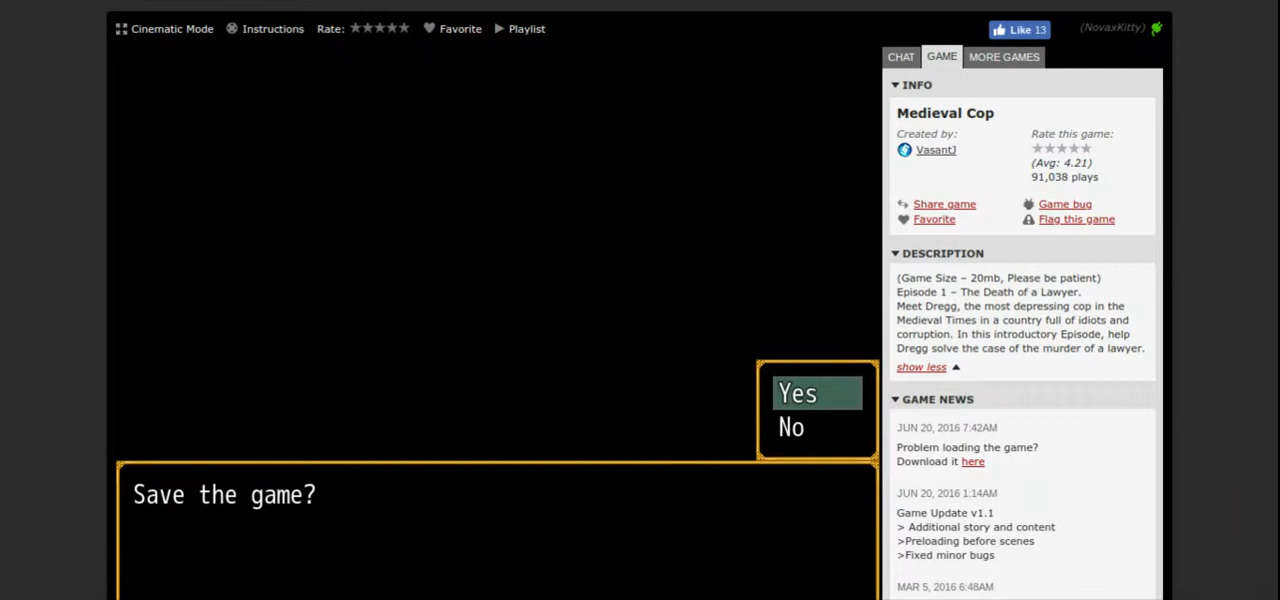 Cinematic Mode Instructions Rate: Favorite Playlist
Like 13
(NovaxKitty)
CHAT GAME MORE GAMES
INFO
Medieval Cop
Created by:
VasantJ
Rate this game:
(Avg: 4.21)
91,038 plays
Share game
Game bug
Favorite
Flag this game
DESCRIPTION
(Game Size – 20mb, Please be patient)
Episode 1 – The Death of a Lawyer.
Meet Dregg, the most depressing cop in the
Medieval Times in a country full of idiots and
corruption. In this introductory Episode, help
Dregg solve the case of the murder of a lawyer.
show less
GAME NEWS
JUN 20, 2016 7:42AM
Problem loading the game?
Download it here
JUN 20, 2016 1:14AM
Game Update v1.1
> Additional story and content
>Preloading before scenes
>Fixed minor bugs
MAR 5, 2016 6:48AM
Yes
No
Save the game?